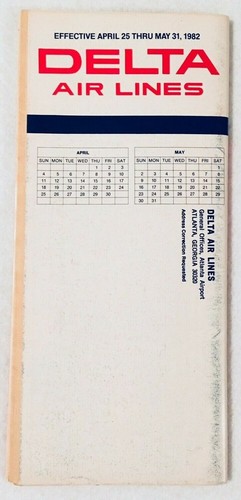 EFFECTIVE APRIL 25 THRU MAY 31, 1982
DELTA
AIR LINES
APRIL
SUN MON TUE WED THU FRI SAT
1 2 3
4 5 6 7 8 9 10
11 12 13 14 15 16 17
18 19 20 21 22 23 24
25 26 27 28 29 30
MAY
SUN MON TUE WED THU FRI SAT
1
2 3 4 5 6 7 8
9 10 11 12 13 14 15
16 17 18 19 20 21 22
23 24 25 26 27 28 29
30 31
DELTA AIR LINES
General Offices, Atlanta Airport
ATLANTA, GEORGIA 30320
Address Correction Requested